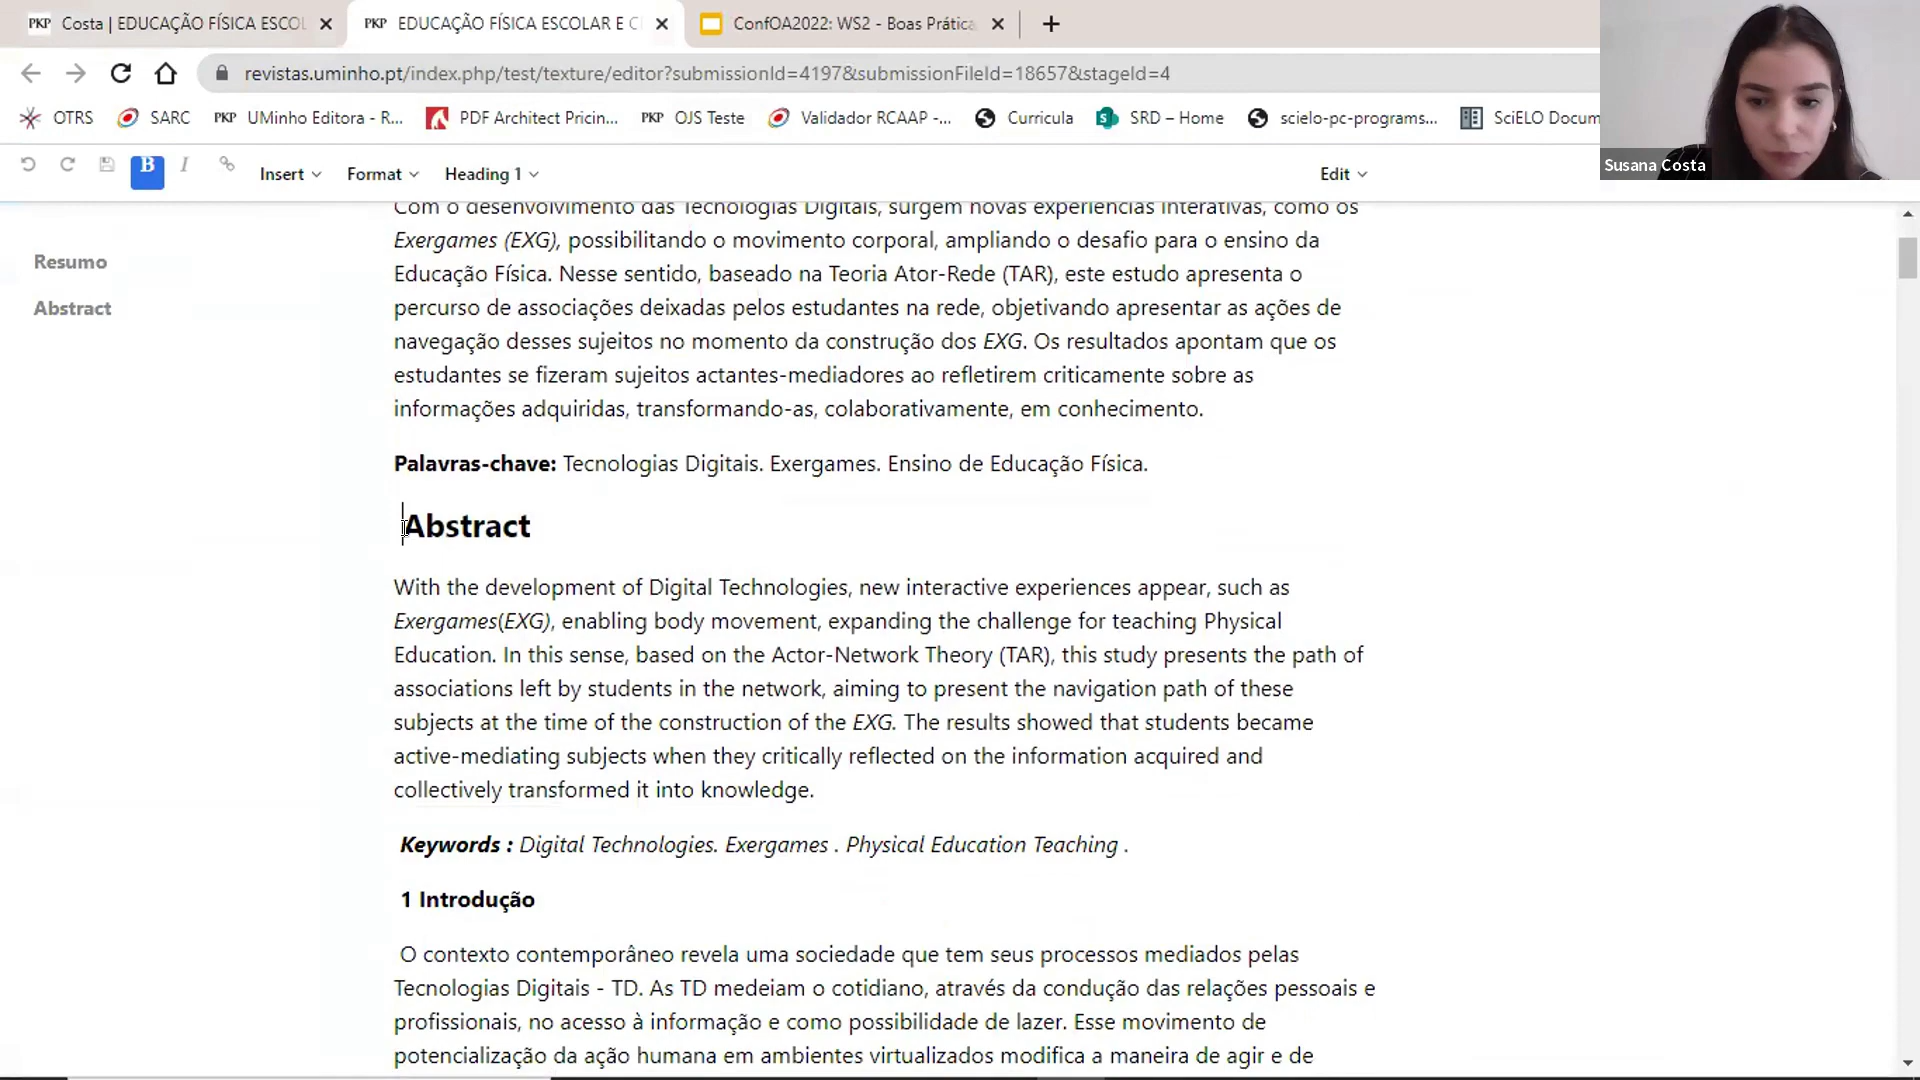 PKP Costa | EDUCAÇÃO FÍSICA ESCOL
PKP EDUCAÇÃO FÍSICA ESCOLAR E C
ConfOA2022: WS2 - Boas Prática
revistas.uminho.pt/index.php/test/texture/editor?submissionId=4197&submissionFileId=18657&stageId=4
OTRS SARC PKP UMinho Editora - R... PDF Architect Pricin... PKP OJS Teste Validador RCAAP -... Curricula SRD – Home scielo-pc-programs... SciELO Docum
Susana Costa
B I Insert Format Heading 1 Edit
Resumo
Abstract
Com o desenvolvimento das Tecnologias Digitais, surgem novas experiências interativas, como os
Exergames (EXG), possibilitando o movimento corporal, ampliando o desafio para o ensino da
Educação Física. Nesse sentido, baseado na Teoria Ator-Rede (TAR), este estudo apresenta o
percurso de associações deixadas pelos estudantes na rede, objetivando apresentar as ações de
navegação desses sujeitos no momento da construção dos EXG. Os resultados apontam que os
estudantes se fizeram sujeitos actantes-mediadores ao refletirem criticamente sobre as
informações adquiridas, transformando-as, colaborativamente, em conhecimento.
Palavras-chave: Tecnologias Digitais. Exergames. Ensino de Educação Física.
Abstract
With the development of Digital Technologies, new interactive experiences appear, such as
Exergames(EXG), enabling body movement, expanding the challenge for teaching Physical
Education. In this sense, based on the Actor-Network Theory (TAR), this study presents the path of
associations left by students in the network, aiming to present the navigation path of these
subjects at the time of the construction of the EXG. The results showed that students became
active-mediating subjects when they critically reflected on the information acquired and
collectively transformed it into knowledge.
Keywords : Digital Technologies. Exergames . Physical Education Teaching .
1 Introdução
O contexto contemporâneo revela uma sociedade que tem seus processos mediados pelas
Tecnologias Digitais - TD. As TD medeiam o cotidiano, através da condução das relações pessoais e
profissionais, no acesso à informação e como possibilidade de lazer. Esse movimento de
potencialização da ação humana em ambientes virtualizados modifica a maneira de agir e de